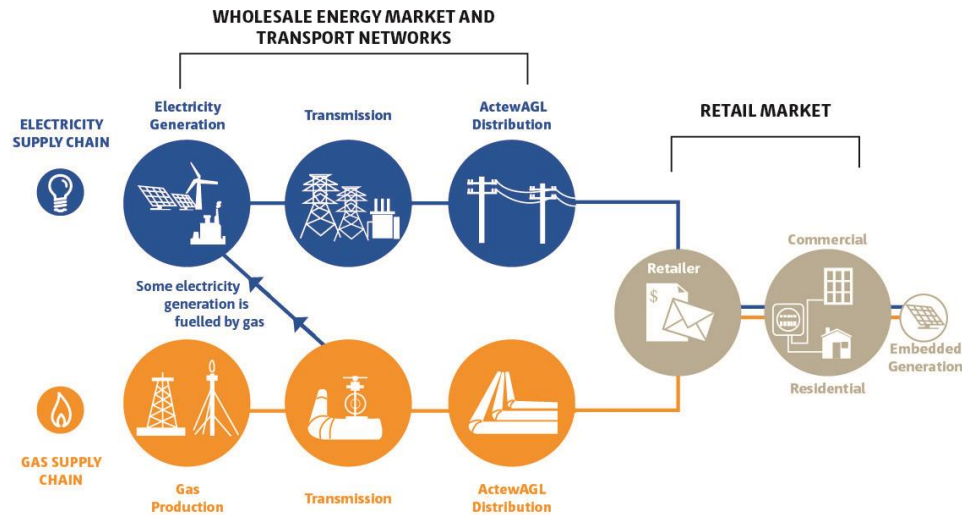 WHOLESALE ENERGY MARKET AND
TRANSPORT NETWORKS
RETAIL MARKET
ELECTRICITY
SUPPLY CHAIN
Electricity
Generation
Transmission
ActewAGL
Distribution
Some electricity
generation is
fuelled by gas
Retailer
$
Commercial
Residential
Embedded
Generation
GAS SUPPLY
CHAIN
Gas
Production
Transmission
ActewAGL
Distribution